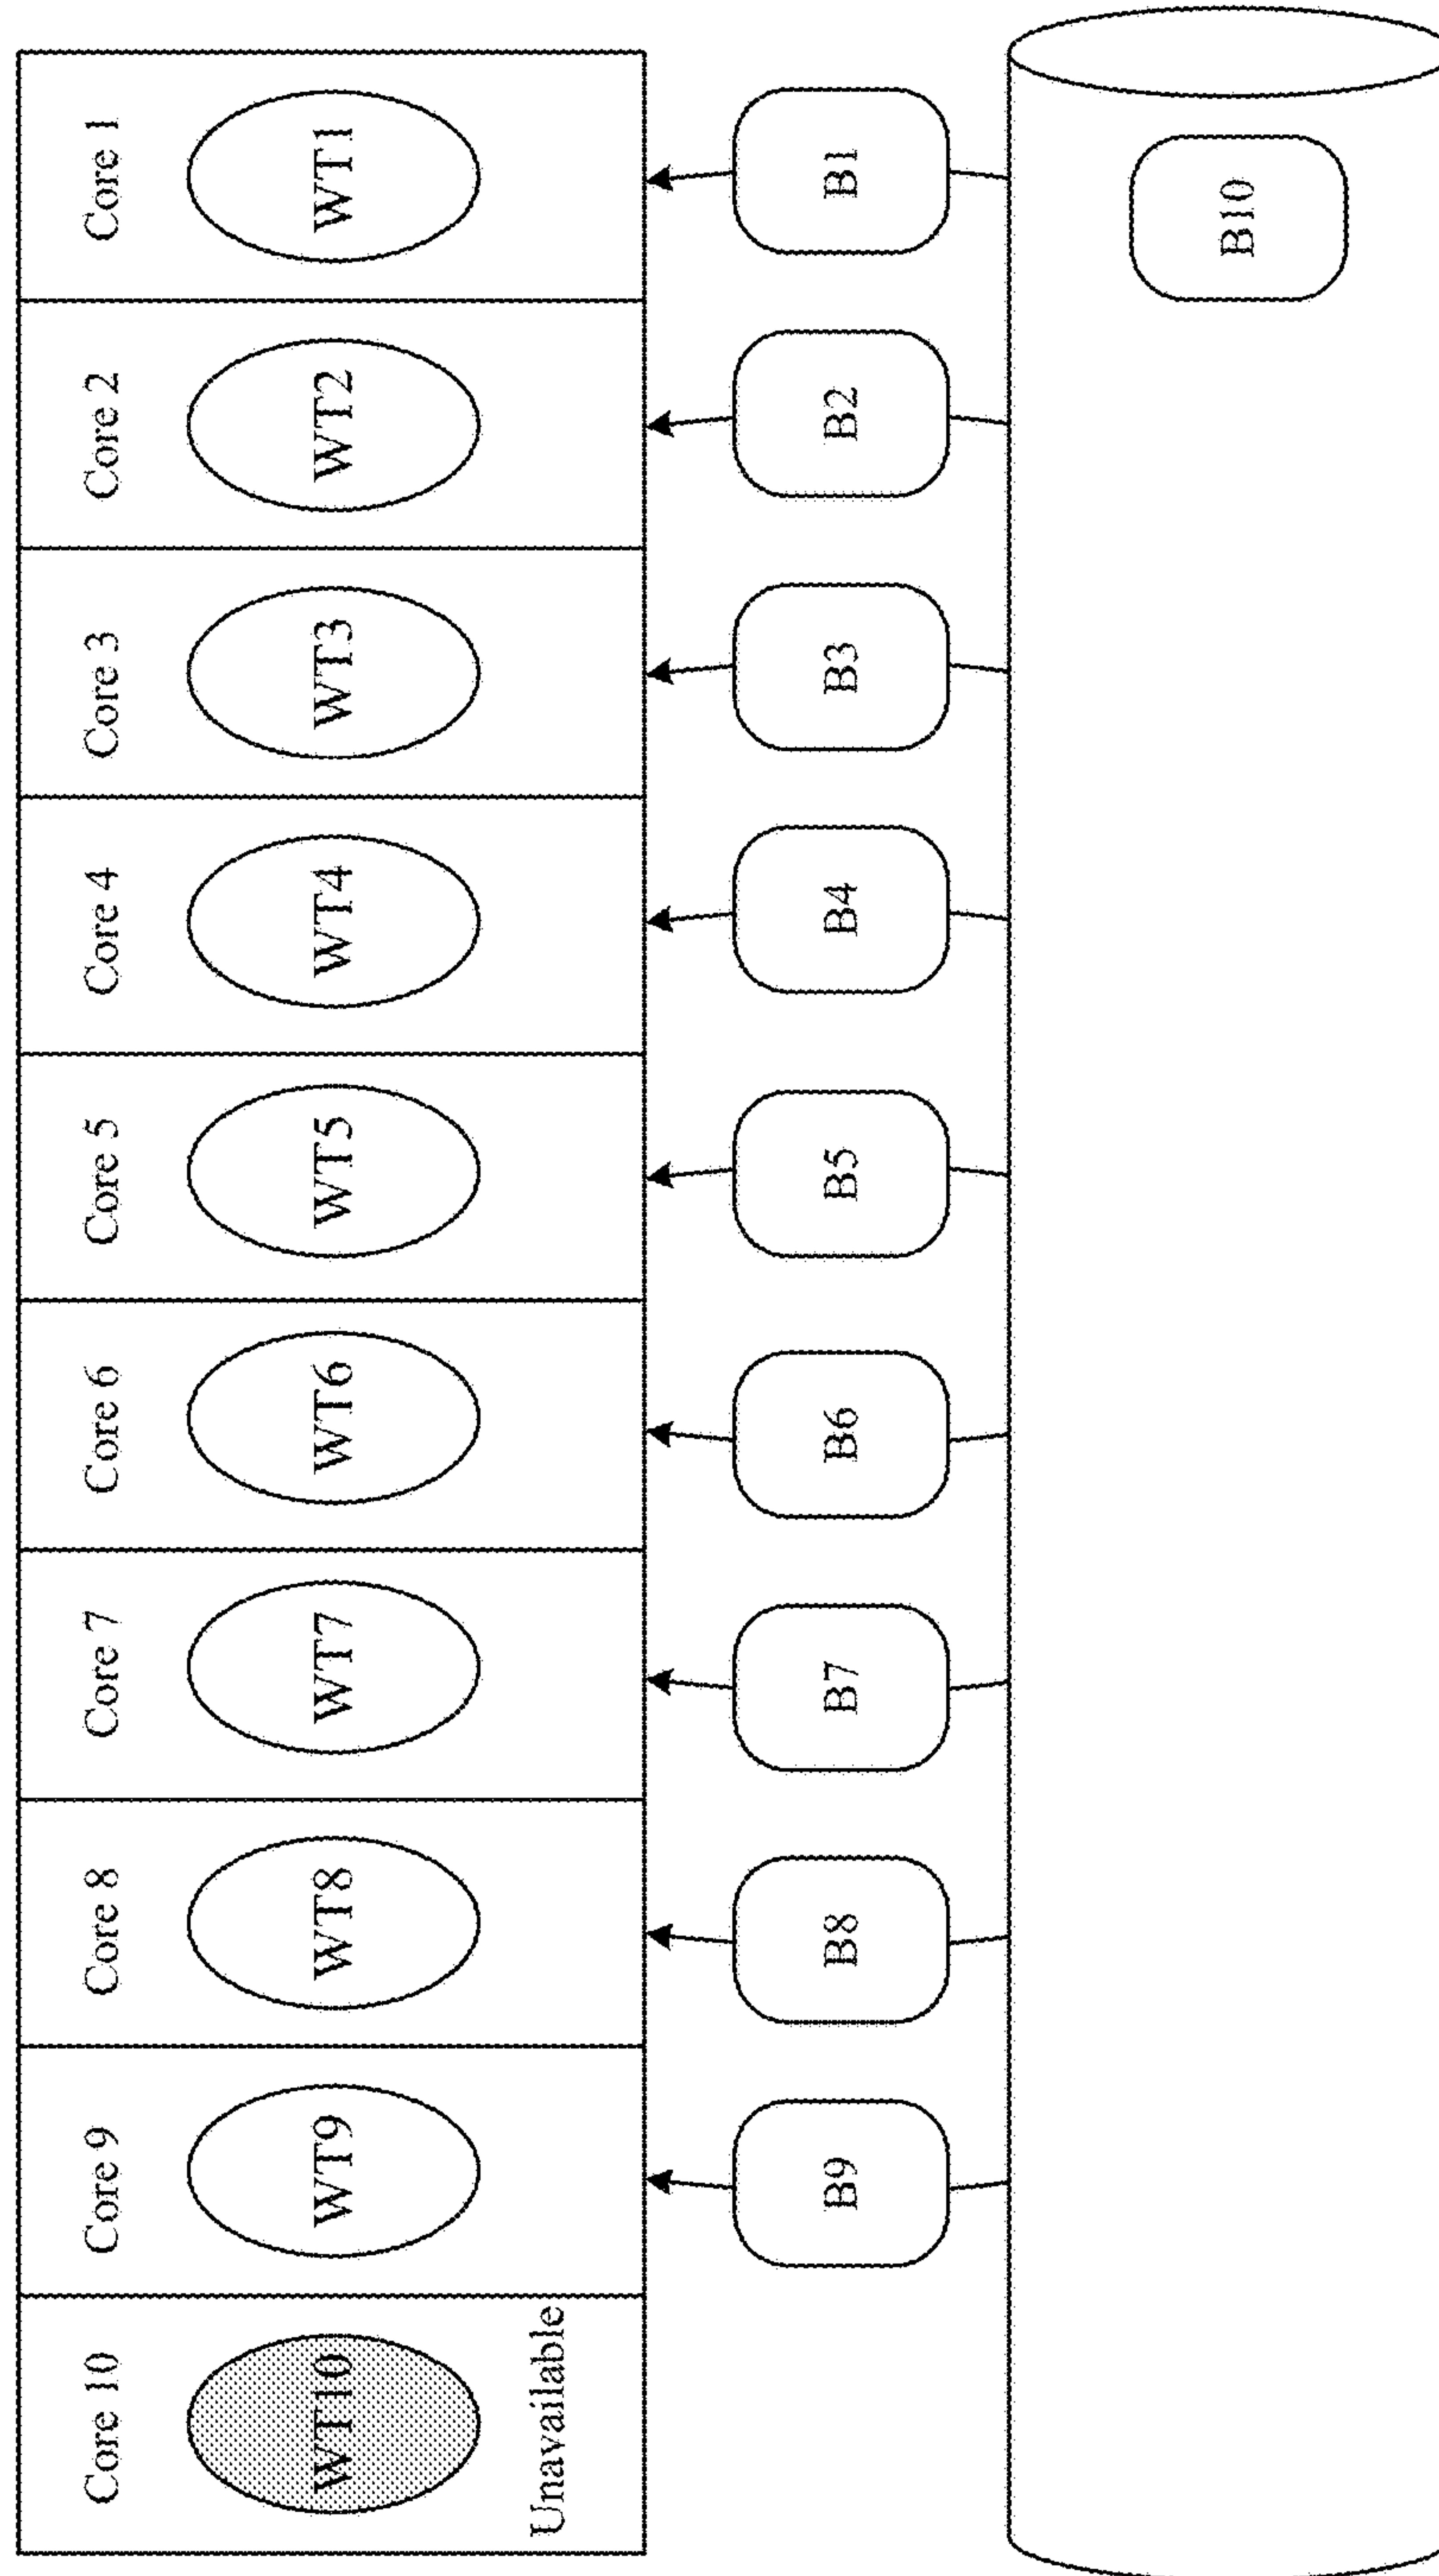 Core 10
Core 9
Core 8
Core 7
Core 6
Core 5
Core 4
Core 3
Core 2
Core 1
WT10
WT9
WT8
WT7
WT6
WT5
WT4
WT3
WT2
WT1
Unavailable
B9
B8
B7
B6
B5
B4
B3
B2
B1
B10